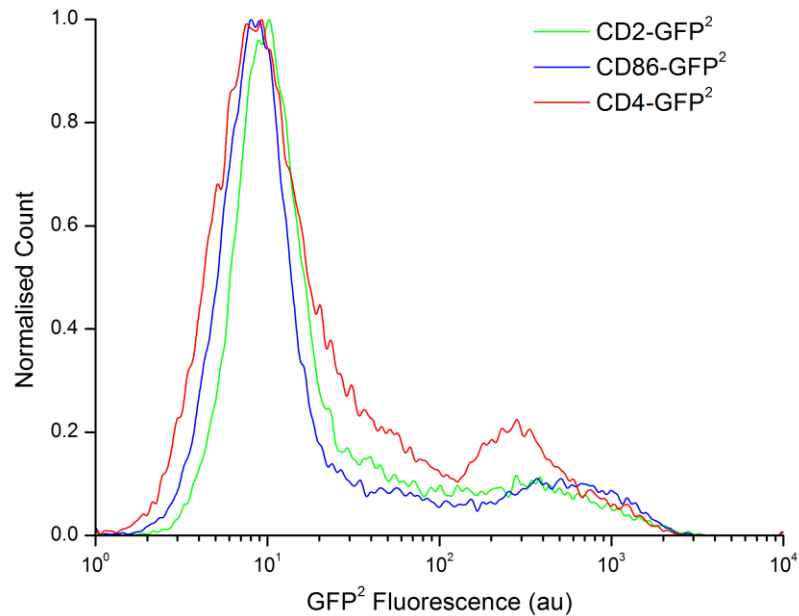 CD2-GFP²
CD86-GFP²
CD4-GFP²
1.0
0.8
0.6
0.4
0.2
0.0
Normalised Count
10⁰ 10¹ 10² 10³ 10⁴
GFP² Fluorescence (au)